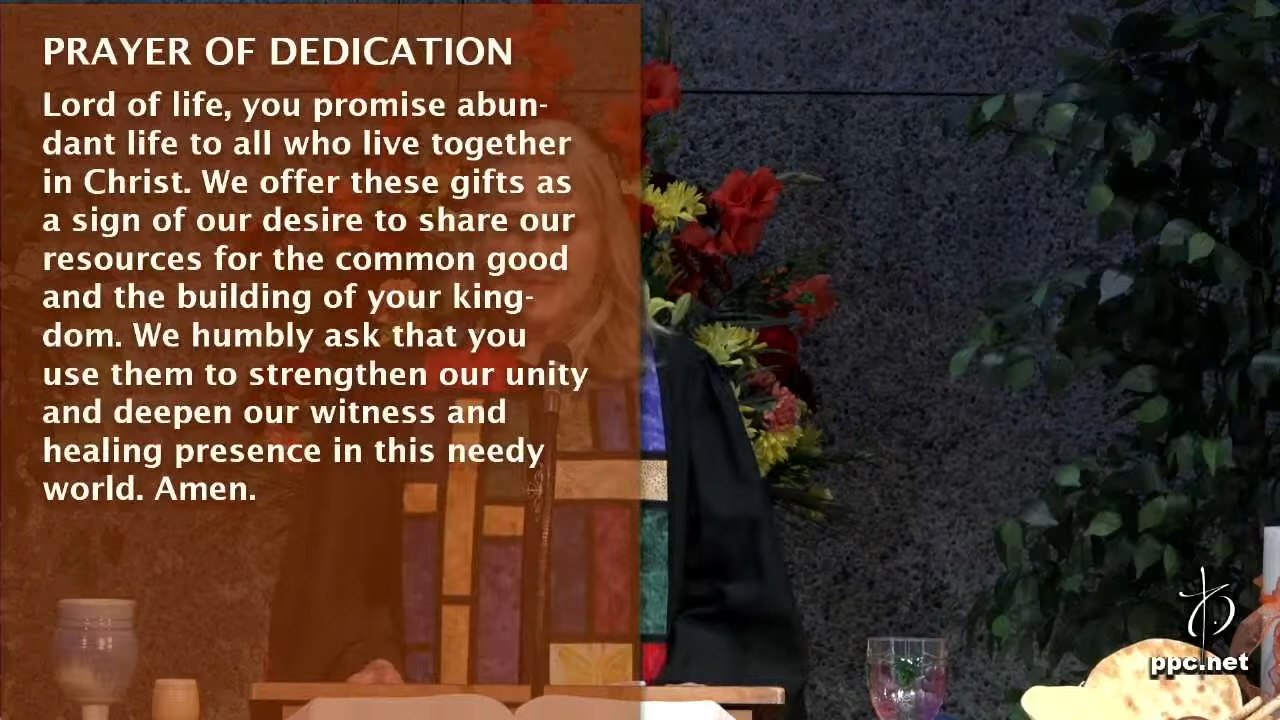 PRAYER OF DEDICATION
Lord of life, you promise abun-
dant life to all who live together
in Christ. We offer these gifts as
a sign of our desire to share our
resources for the common good
and the building of your king-
dom. We humbly ask that you
use them to strengthen our unity
and deepen our witness and
healing presence in this needy
world. Amen.
ppc.net